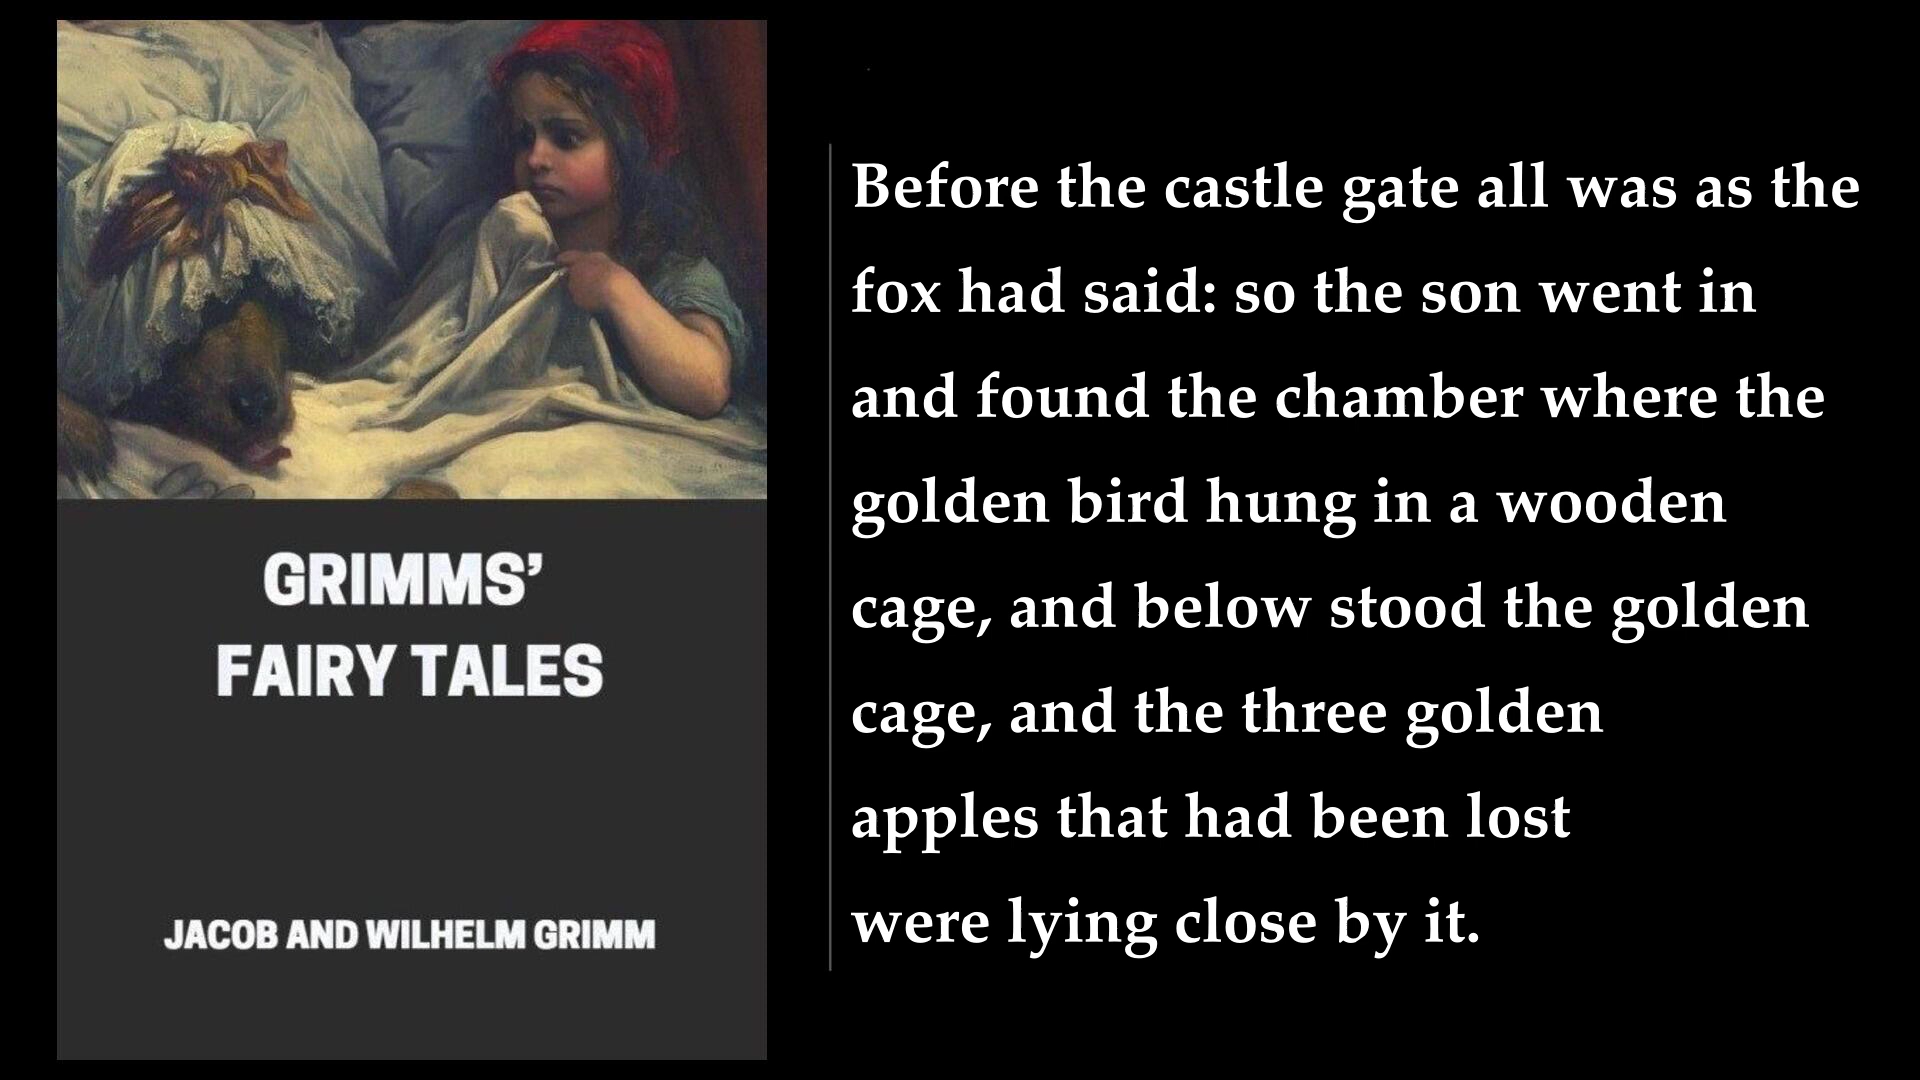 GRIMMS’
FAIRY TALES
JACOB AND WILHELM GRIMM
Before the castle gate all was as the
fox had said: so the son went in
and found the chamber where the
golden bird hung in a wooden
cage, and below stood the golden
cage, and the three golden
apples that had been lost
were lying close by it.